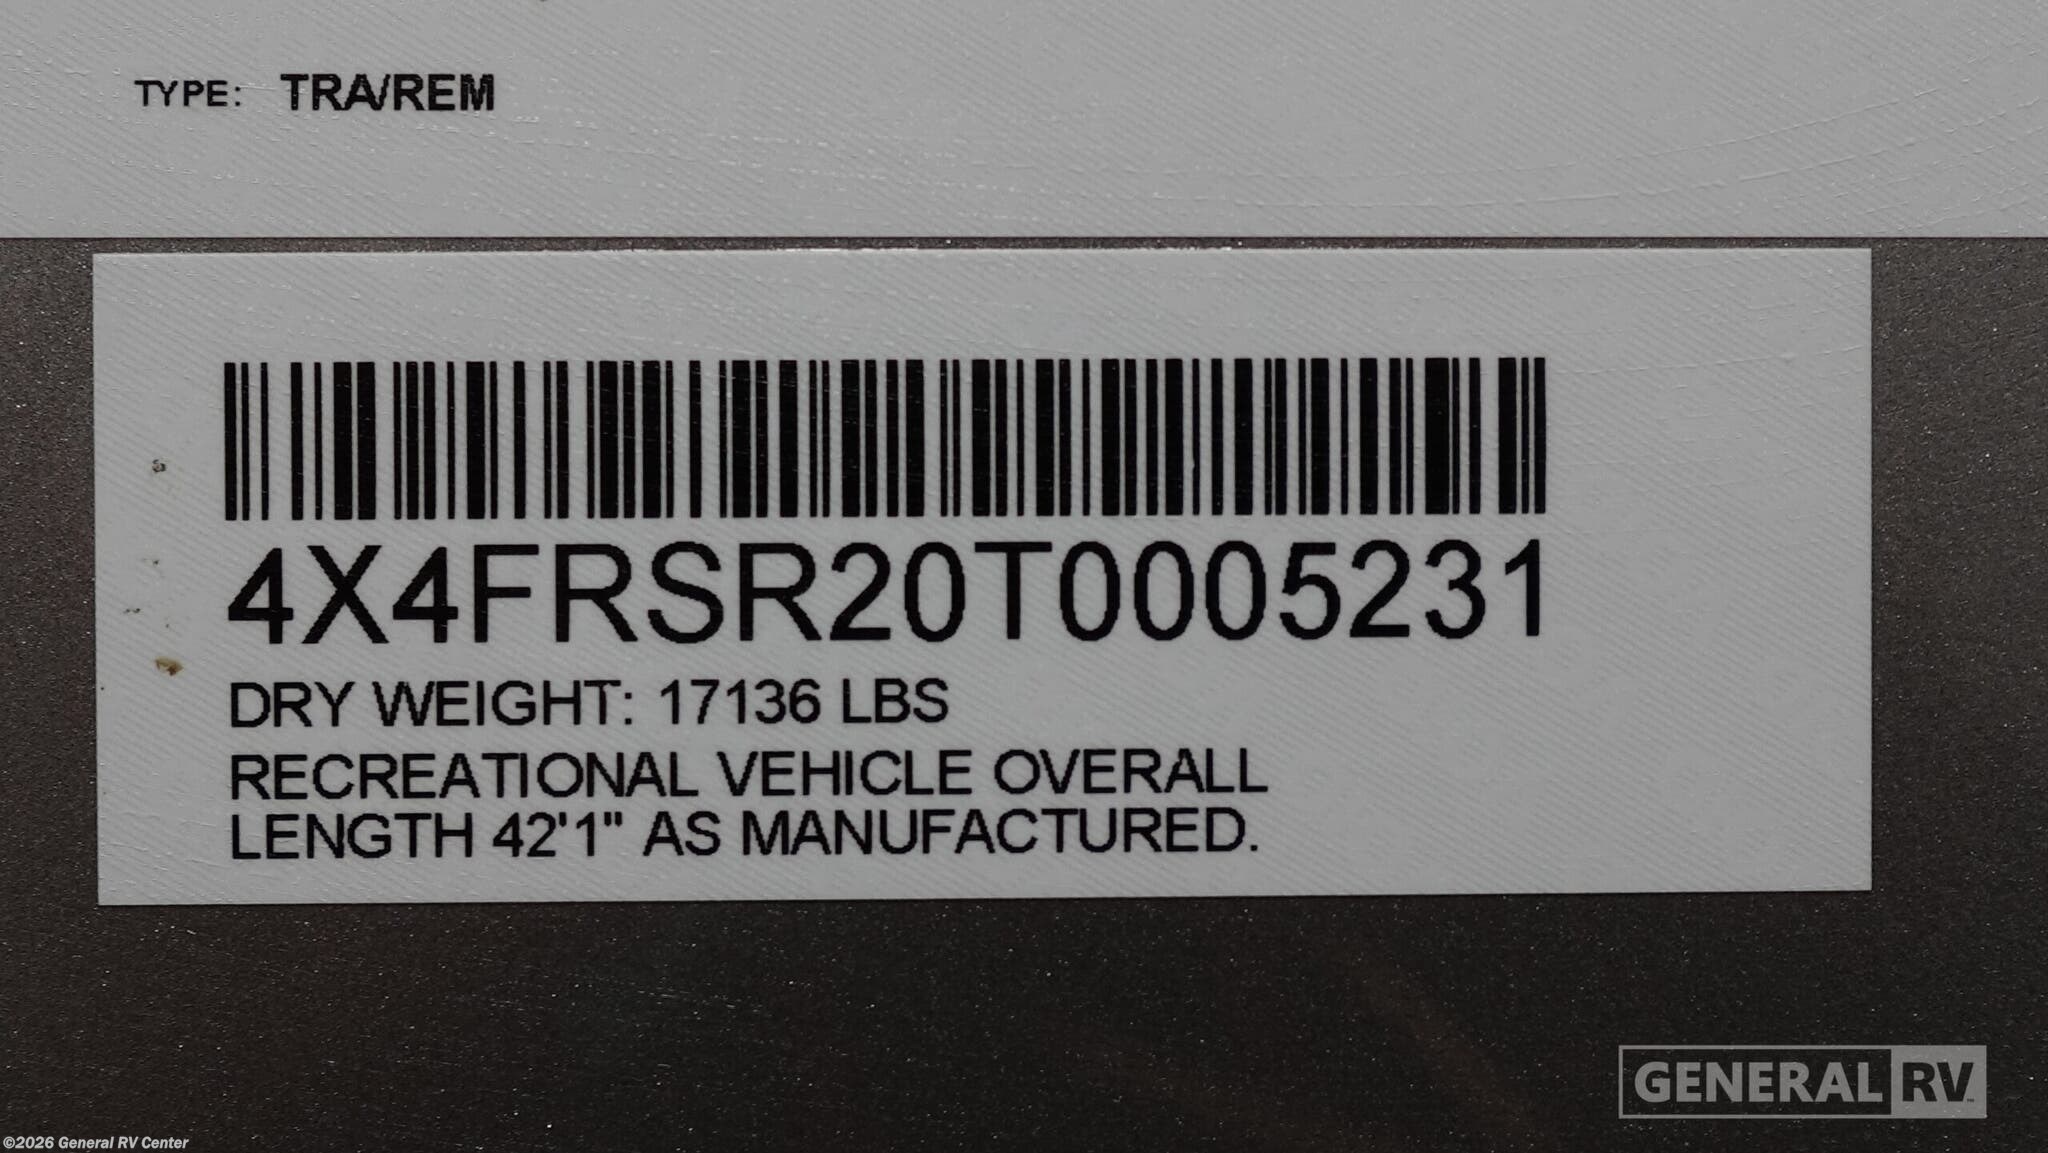 TYPE: TRA/REM
4X4FRSR20T0005231
DRY WEIGHT: 17136 LBS
RECREATIONAL VEHICLE OVERALL
LENGTH 42'1" AS MANUFACTURED.
GENERAL RV
©2026 General RV Center